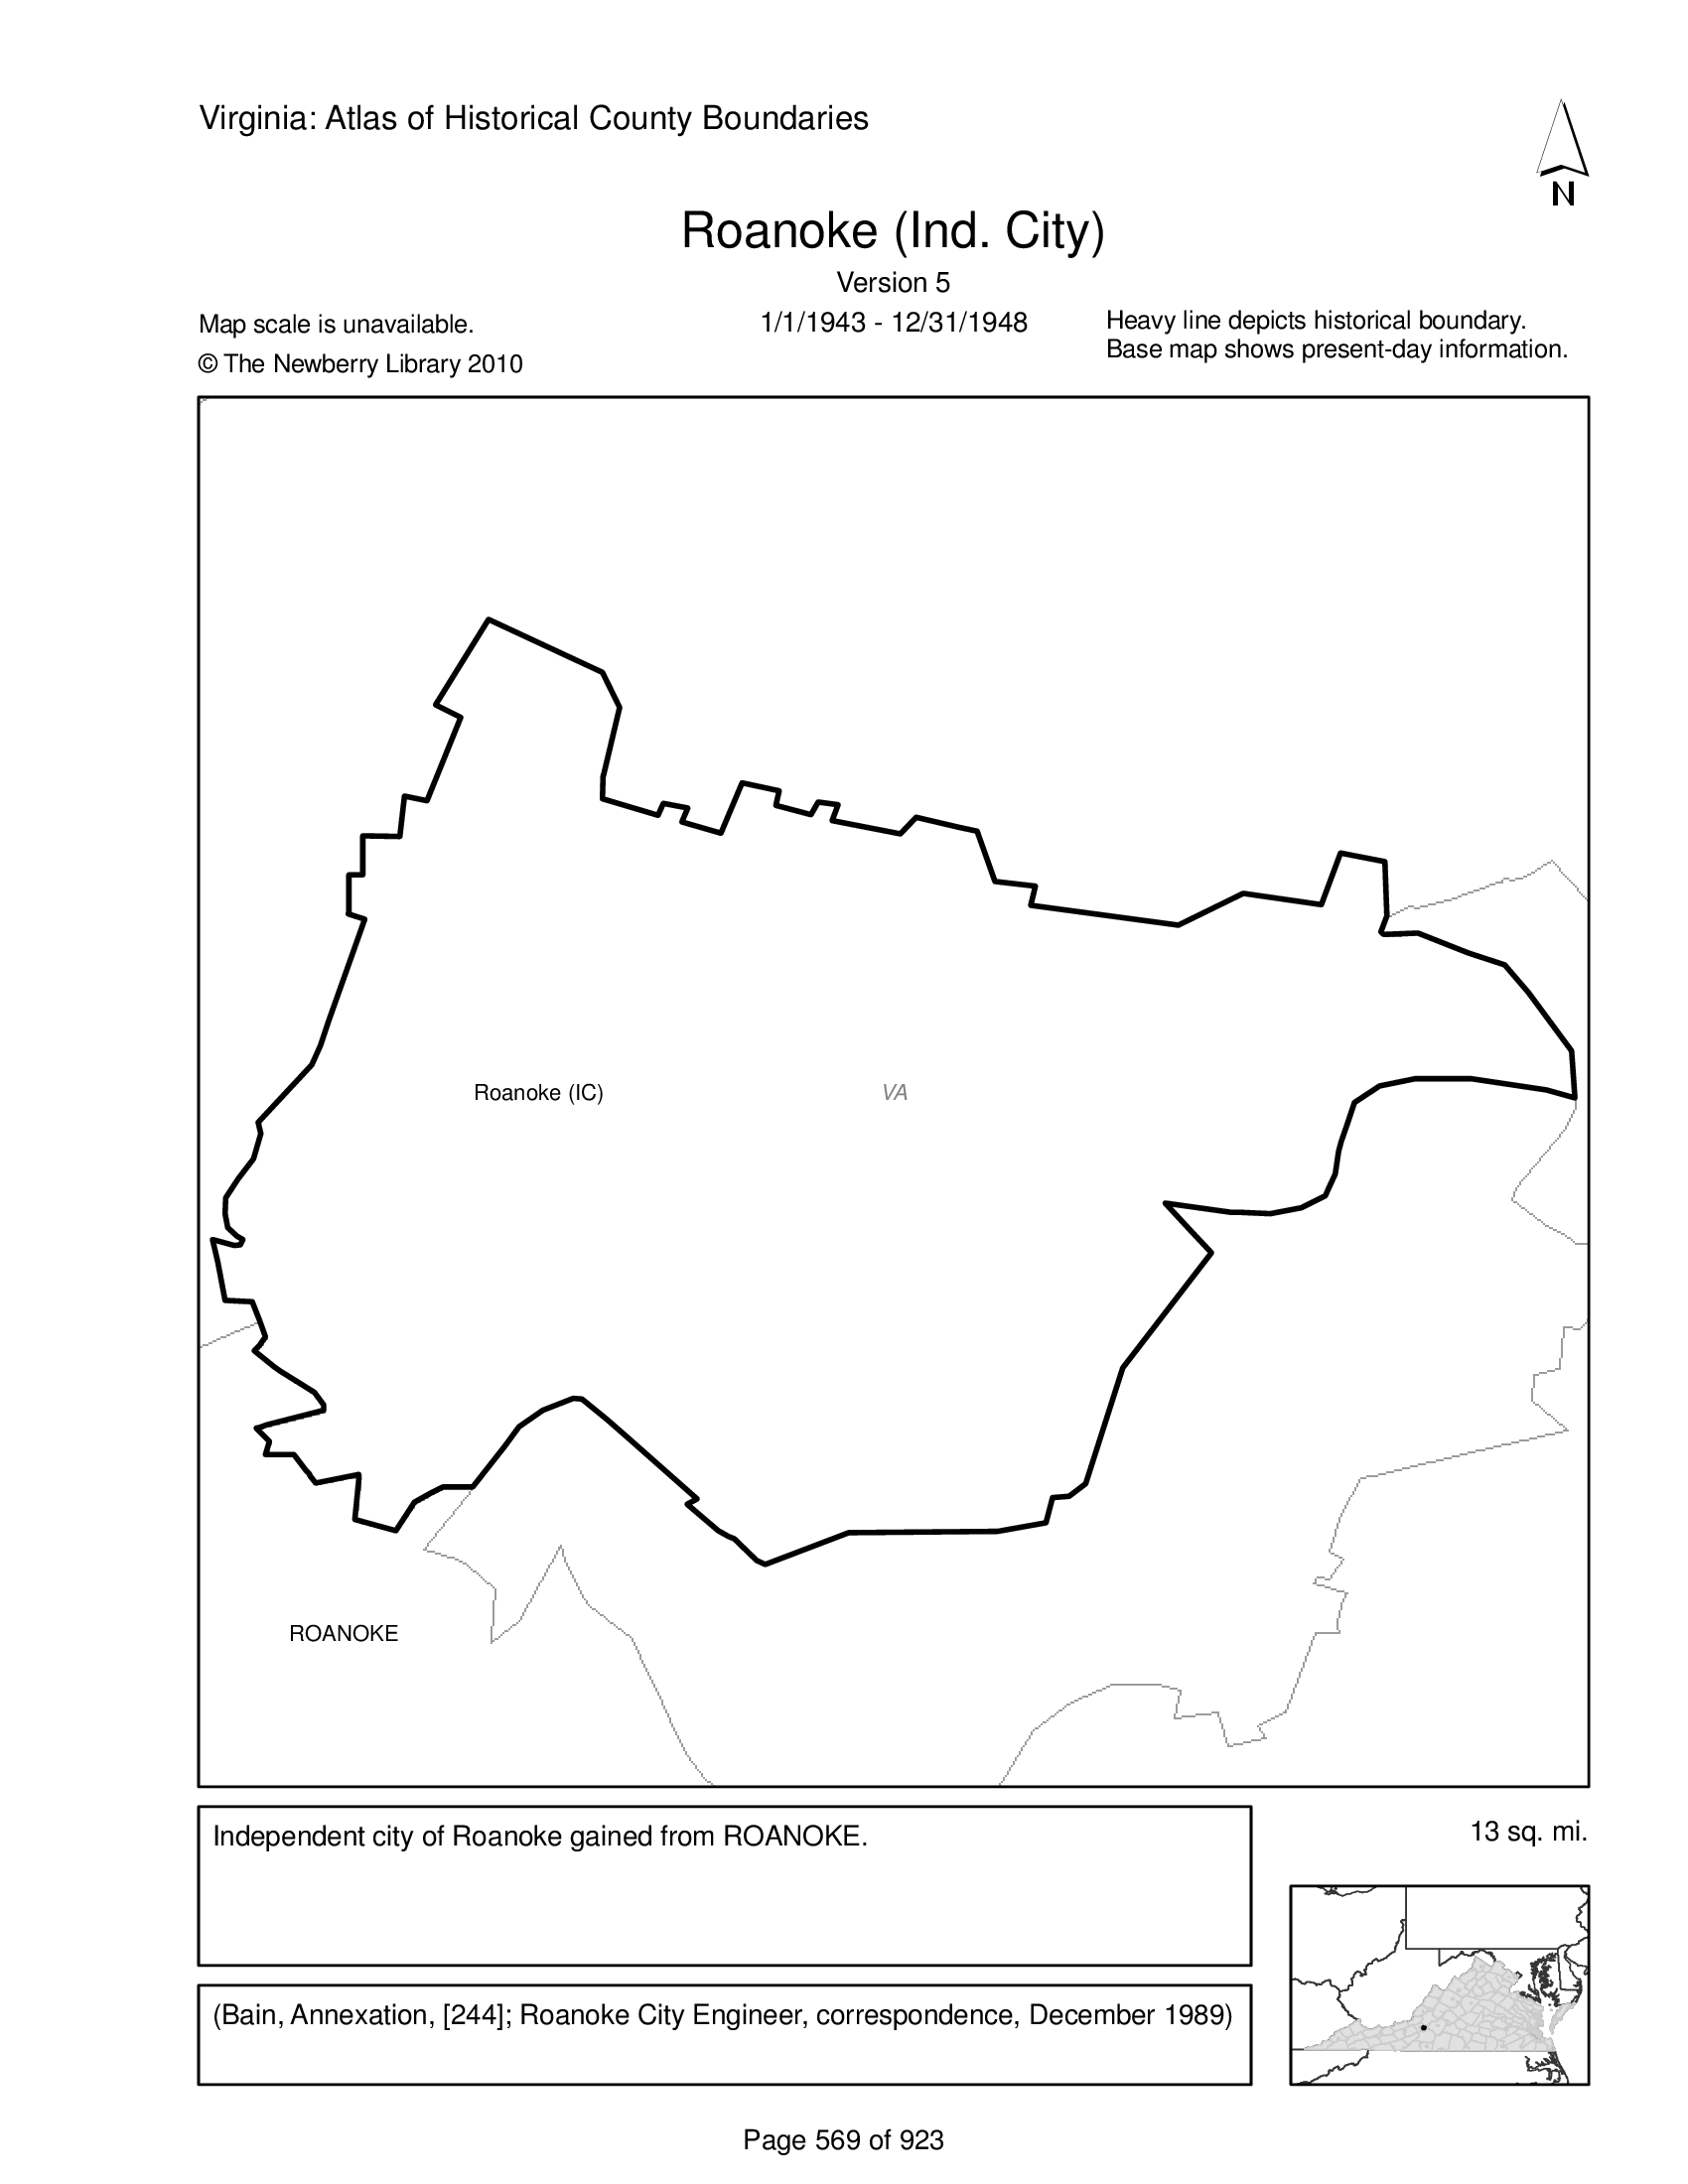 Virginia: Atlas of Historical County Boundaries
N
Roanoke (Ind. City)
Version 5
Map scale is unavailable.
1/1/1943 - 12/31/1948
Heavy line depicts historical boundary.
© The Newberry Library 2010
Base map shows present-day information.
Roanoke (IC)
VA
ROANOKE
Independent city of Roanoke gained from ROANOKE.
13 sq. mi.
(Bain, Annexation, [244]; Roanoke City Engineer, correspondence, December 1989)
Page 569 of 923